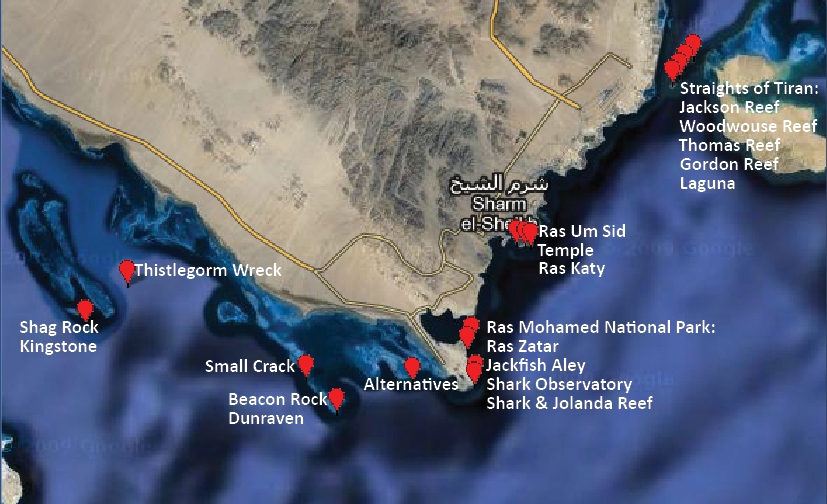 Straights of Tiran:
Jackson Reef
Woodwouse Reef
Thomas Reef
Gordon Reef
Laguna
شرم الشيخ
Sharm
el-Sheikh
Ras Um Sid
Temple
Ras Katy
Thistlegorm Wreck
Shag Rock
Kingstone
Ras Mohamed National Park:
Ras Zatar
Jackfish Aley
Shark Observatory
Shark & Jolanda Reef
Small Crack
Alternatives
Beacon Rock
Dunraven